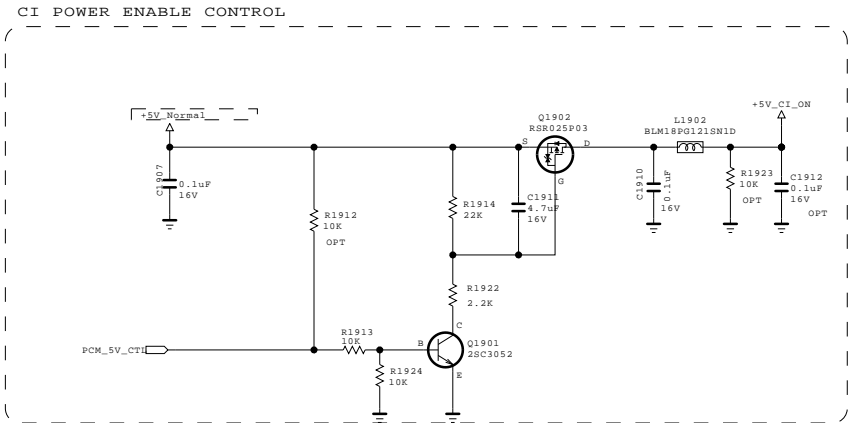 CI POWER ENABLE CONTROL
+5V_Normal
C1907
0.1uF
16V
R1912
10K
OPT
R1914
22K
C1911
4.7uF
16V
Q1902
RSR025P03
S
D
G
L1902
BLM18PG121SN1D
+5V_CI_ON
C1910
0.1uF
16V
R1923
10K
OPT
C1912
0.1uF
16V
OPT
R1922
2.2K
PCM_5V_CTL
R1913
10K
R1924
10K
B
C
E
Q1901
2SC3052